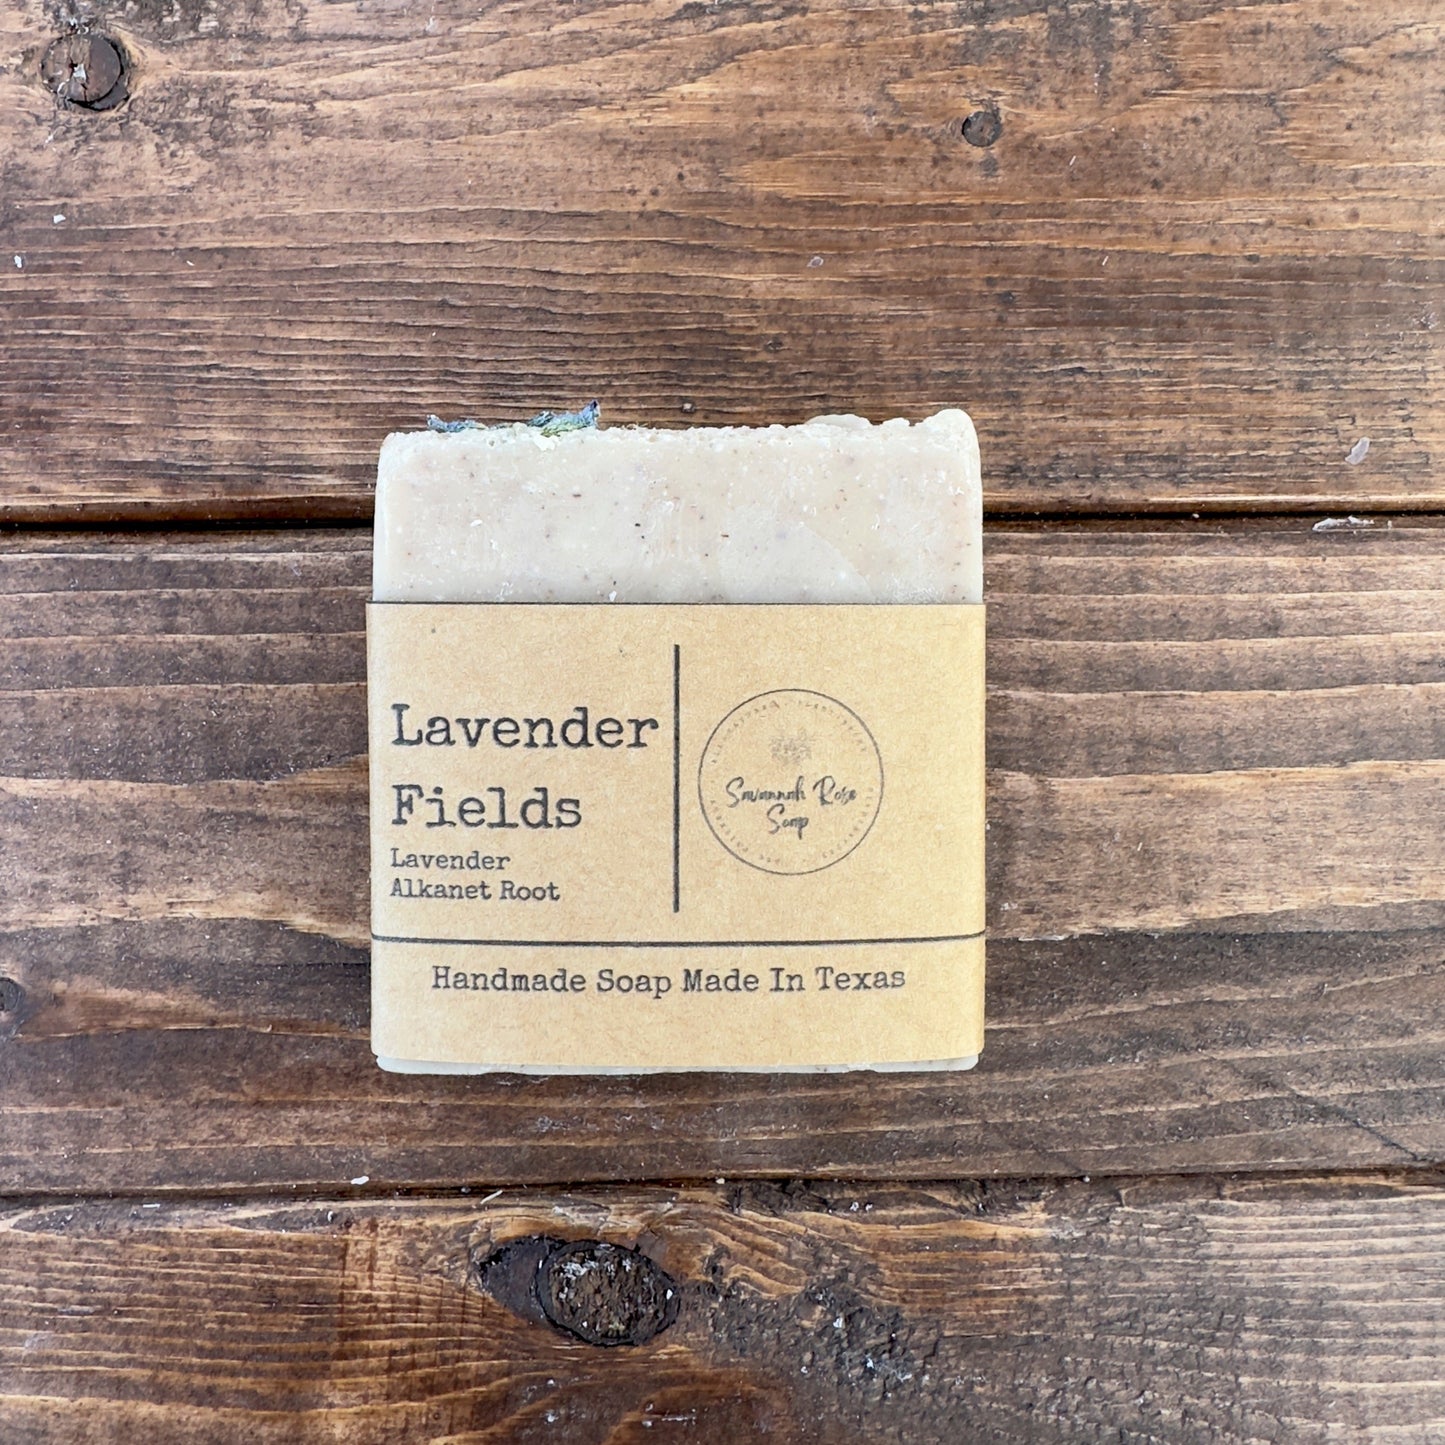 Lavender
Fields
Lavender
Alkanet Root
Savannah Rose
Soap
Handmade Soap Made In Texas